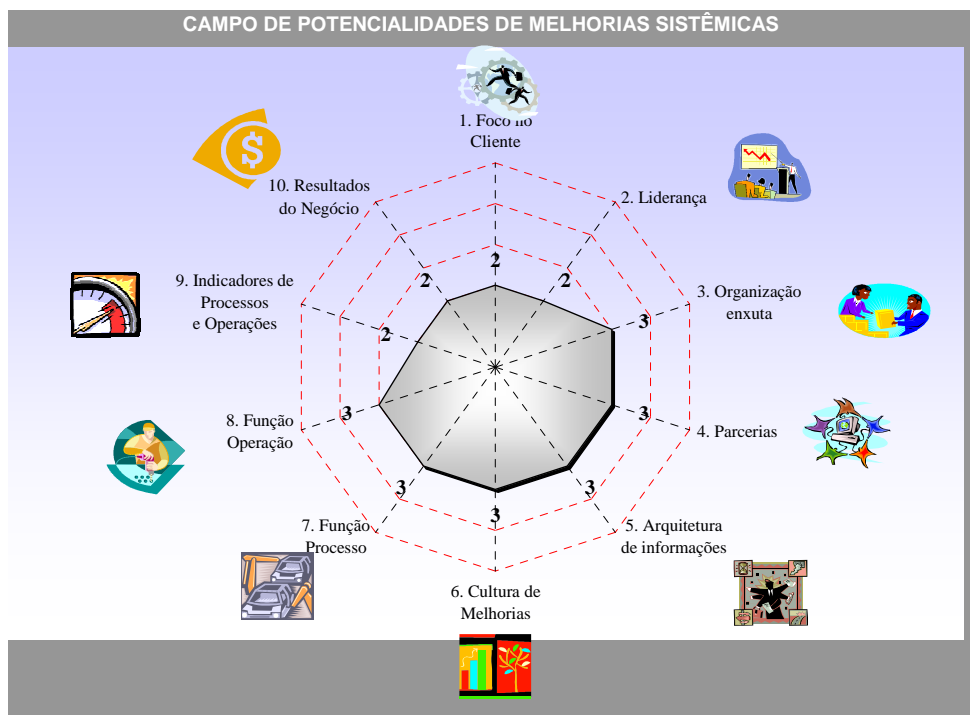 CAMPO DE POTENCIALIDADES DE MELHORIAS SISTÊMICAS
1. Foco no
Cliente
2. Liderança
3. Organização
enxuta
4. Parcerias
5. Arquitetura
de informações
6. Cultura de
Melhorias
7. Função
Processo
8. Função
Operação
9. Indicadores de
Processos
e Operações
10. Resultados
do Negócio
2
2
3
3
3
3
3
3
2
2
$